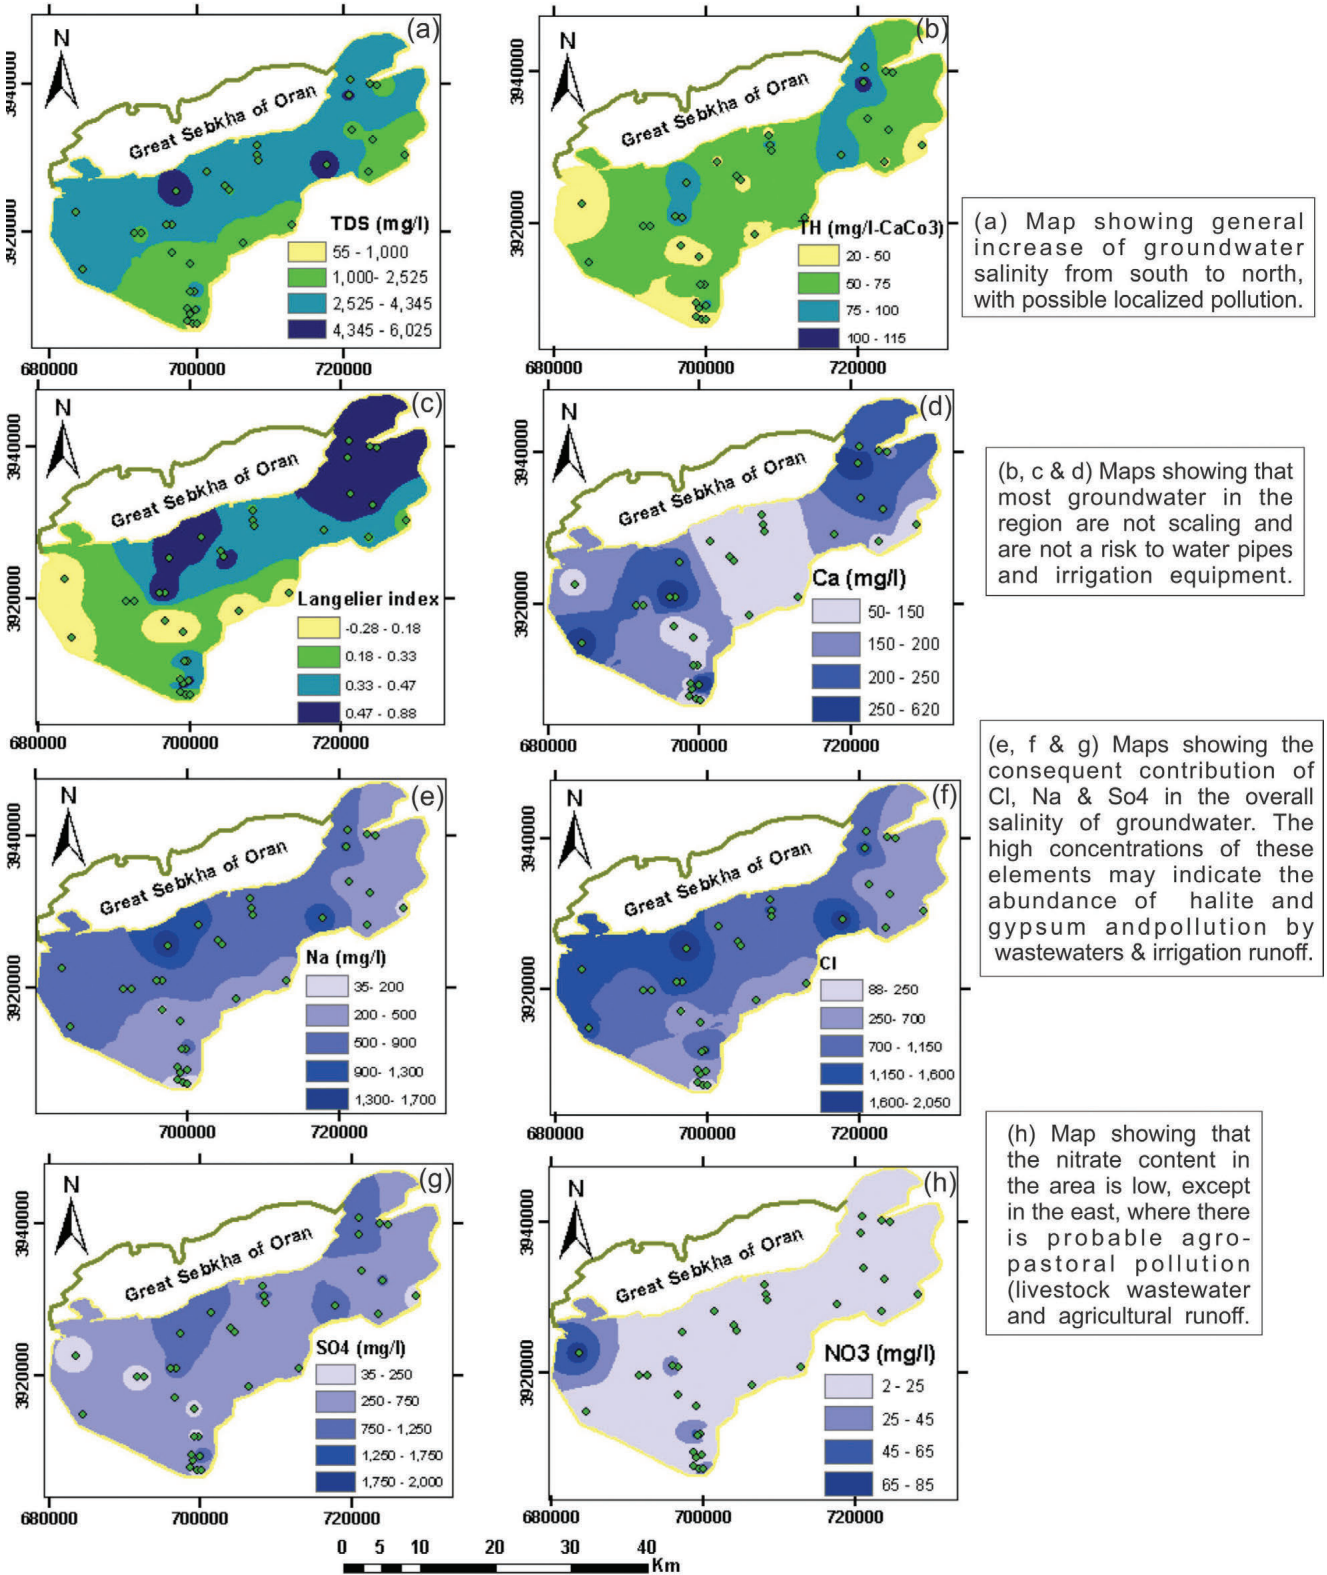 (a)
N
3940000
3920000
Great Sebkha of Oran
TDS (mg/l)
55 - 1,000
1,000- 2,525
2,525 - 4,345
4,345 - 6,025
680000 700000 720000
(b)
N
3940000
3920000
Great Sebkha of Oran
TH (mg/l-CaCo3)
20 - 50
50 - 75
75 - 100
100 - 115
680000 700000 720000
(a) Map showing general
increase of groundwater
salinity from south to north,
with possible localized pollution.
(c)
N
3940000
3920000
Great Sebkha of Oran
Langelier index
-0.28 - 0.18
0.18 - 0.33
0.33 - 0.47
0.47 - 0.88
680000 700000 720000
(d)
N
3940000
3920000
Great Sebkha of Oran
Ca (mg/l)
50- 150
150 - 200
200 - 250
250 - 620
680000 700000 720000
(b, c & d) Maps showing that
most groundwater in the
region are not scaling and
are not a risk to water pipes
and irrigation equipment.
(e)
N
3940000
3920000
Great Sebkha of Oran
Na (mg/l)
35- 200
200 - 500
500 - 900
900- 1,300
1,300- 1,700
700000 720000
(f)
N
3940000
3920000
Great Sebkha of Oran
Cl
88- 250
250- 700
700 - 1,150
1,150 - 1,600
1,600- 2,050
680000 700000 720000
(e, f & g) Maps showing the
consequent contribution of
Cl, Na & So4 in the overall
salinity of groundwater. The
high concentrations of these
elements may indicate the
abundance of halite and
gypsum andpollution by
wastewaters & irrigation runoff.
(g)
N
3940000
3920000
Great Sebkha of Oran
SO4 (mg/l)
35 - 250
250 - 750
750 - 1,250
1,250 - 1,750
1,750 - 2,000
680000 700000 720000
(h)
N
3940000
3920000
Great Sebkha of Oran
NO3 (mg/l)
2 - 25
25 - 45
45 - 65
65 - 85
680000 700000 720000
(h) Map showing that
the nitrate content in
the area is low, except
in the east, where there
is probable agro-
pastoral pollution
(livestock wastewater
and agricultural runoff.
0 5 10 20 30 40
Km